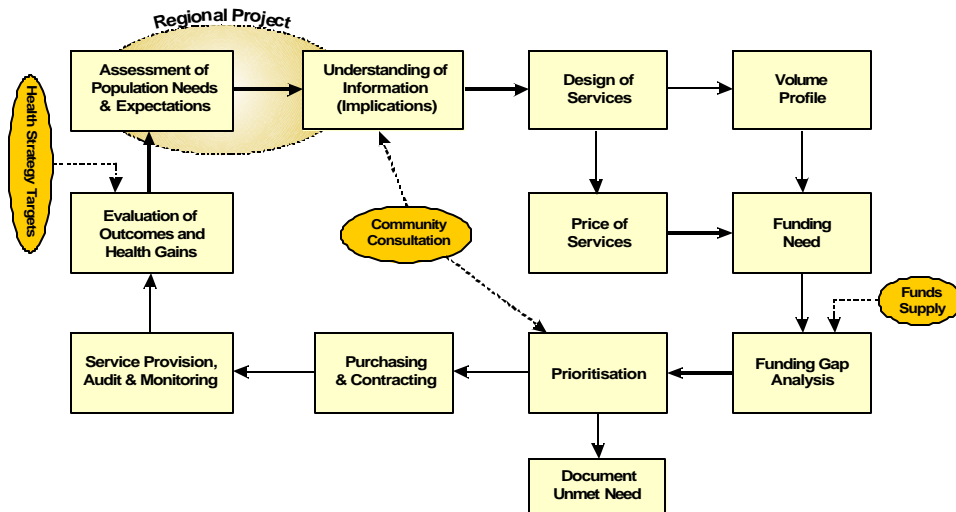 Regional Project
Assessment of
Population Needs
& Expectations
Understanding of
Information
(Implications)
Design of
Services
Volume
Profile
Health Strategy Targets
Evaluation of
Outcomes and
Health Gains
Community
Consultation
Price of
Services
Funding
Need
Funds
Supply
Service Provision,
Audit & Monitoring
Purchasing
& Contracting
Prioritisation
Funding Gap
Analysis
Document
Unmet Need